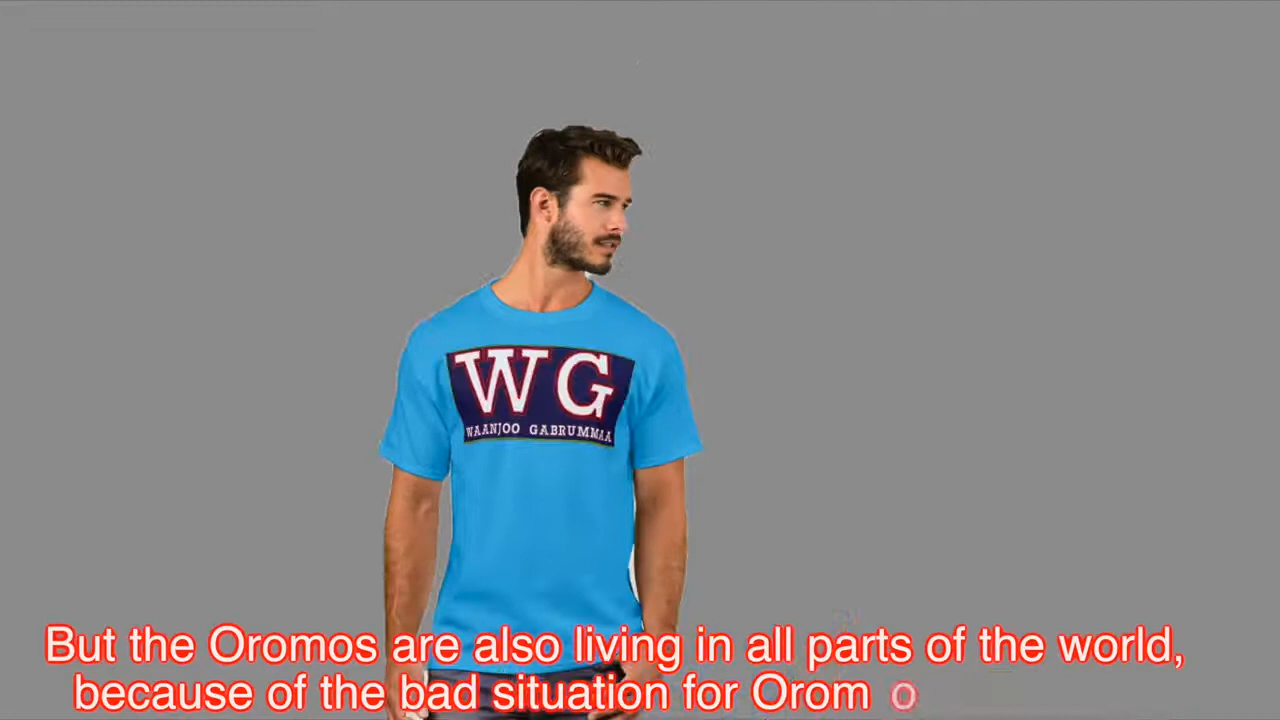 W G
WAANJOO GABRUMMAA
But the Oromos are also living in all parts of the world,
because of the bad situation for Orom o